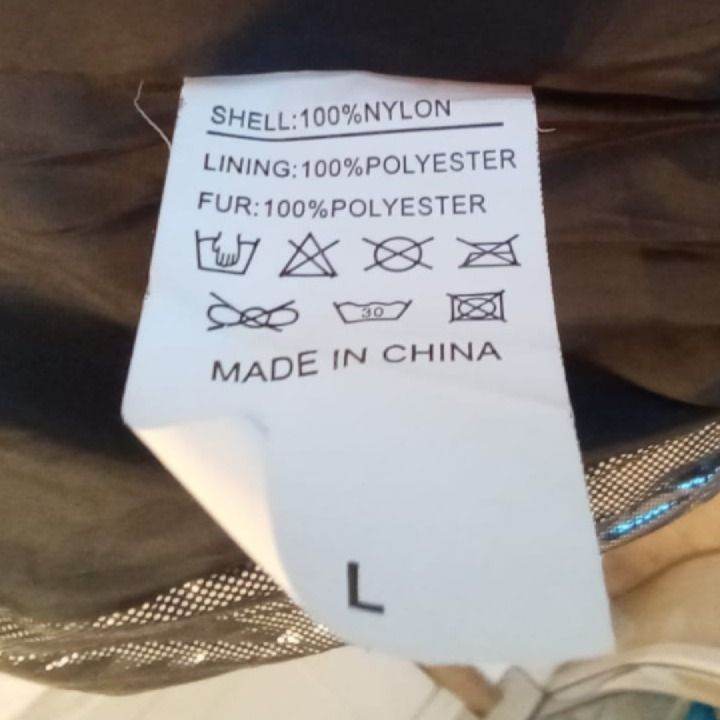 SHELL:100%NYLON
LINING:100%POLYESTER
FUR:100%POLYESTER
30
MADE IN CHINA
L